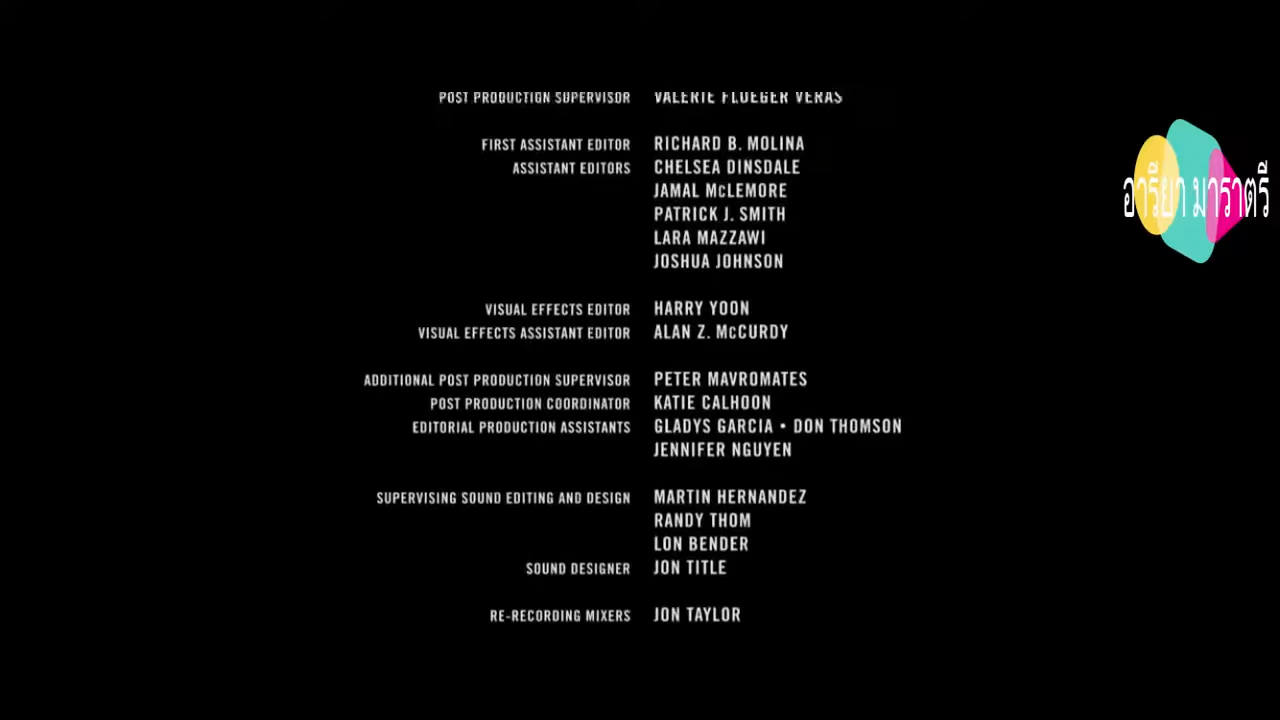 POST PRODUCTION SUPERVISOR VALERIE FLUEGER VERAS
FIRST ASSISTANT EDITOR RICHARD B. MOLINA
ASSISTANT EDITORS CHELSEA DINSDALE
JAMAL McLEMORE
PATRICK J. SMITH
LARA MAZZAWI
JOSHUA JOHNSON
VISUAL EFFECTS EDITOR HARRY YOON
VISUAL EFFECTS ASSISTANT EDITOR ALAN Z. McCURDY
ADDITIONAL POST PRODUCTION SUPERVISOR PETER MAVROMATES
POST PRODUCTION COORDINATOR KATIE CALHOON
EDITORIAL PRODUCTION ASSISTANTS GLADYS GARCIA • DON THOMSON
JENNIFER NGUYEN
SUPERVISING SOUND EDITING AND DESIGN MARTIN HERNANDEZ
RANDY THOM
LON BENDER
SOUND DESIGNER JON TITLE
RE-RECORDING MIXERS JON TAYLOR
อารียา มาราตรี